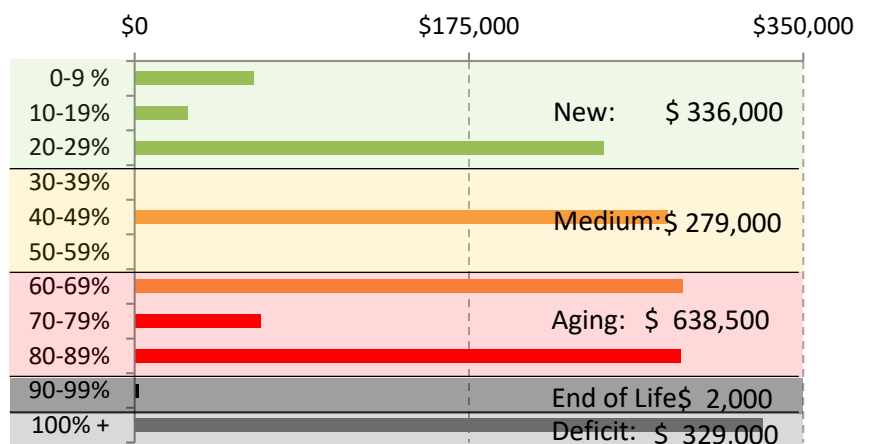 $0 $175,000 $350,000
0-9 %
10-19%
New: $ 336,000
20-29%
30-39%
40-49%
Medium:$ 279,000
50-59%
60-69%
70-79%
Aging: $ 638,500
80-89%
90-99%
End of Life$ 2,000
100% +
Deficit: $ 329,000